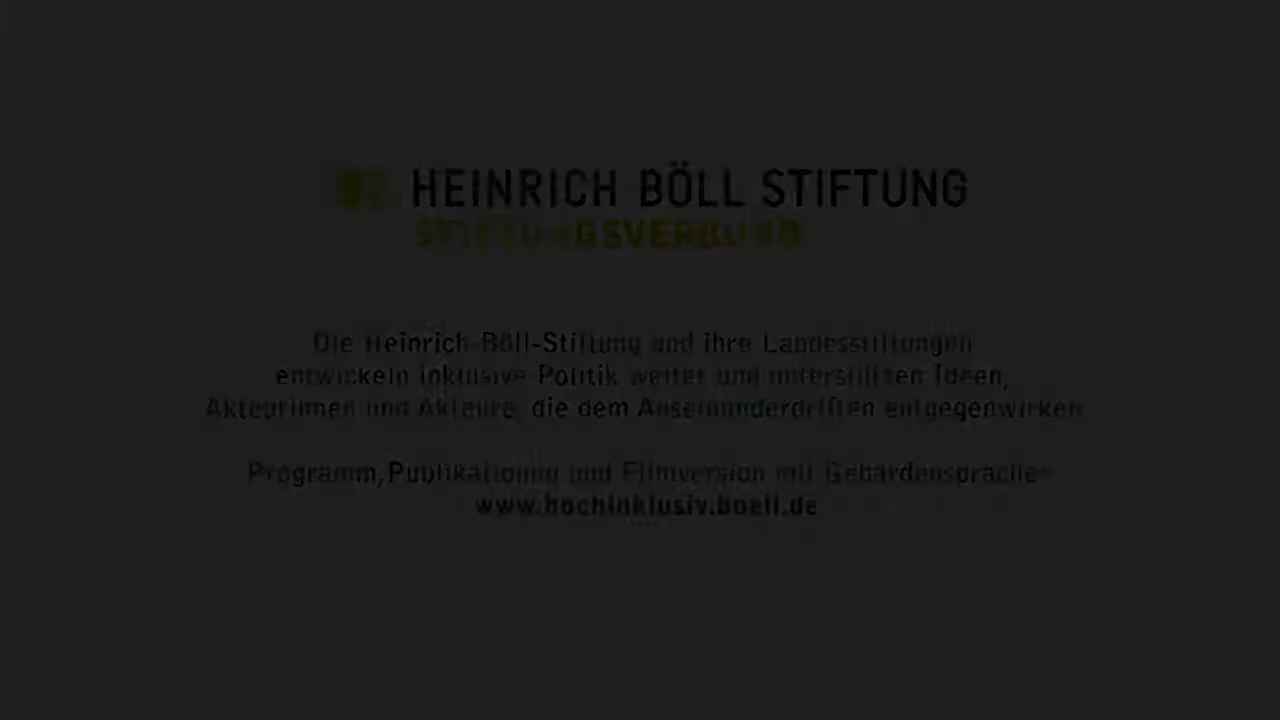 HEINRICH BÖLL STIFTUNG
STIFTUNGSVERBUND
Die Heinrich-Böll-Stiftung und ihre Landesstiftungen
entwickeln inklusive Politik weiter und unterstützen Ideen,
Akteurinnen und Akteure, die dem Auseinanderdriften entgegenwirken
Programm, Publikationen und Filmversion mit Gebärdensprache
www.hochinklusiv.boell.de